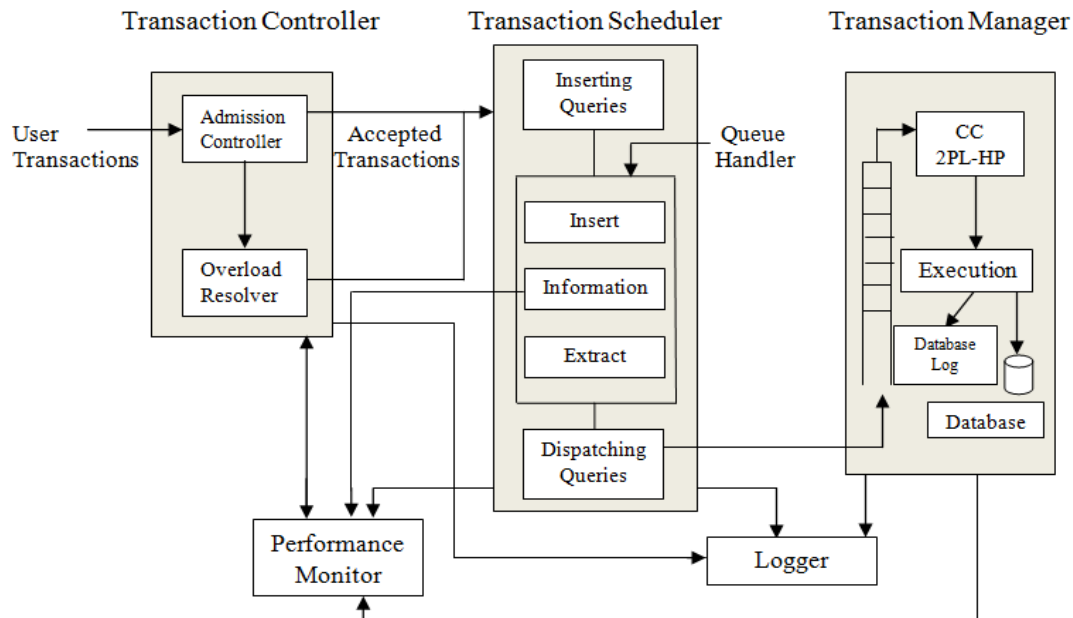 Transaction Controller
Transaction Scheduler
Transaction Manager
User
Transactions
Admission
Controller
Accepted
Transactions
Overload
Resolver
Inserting
Queries
Queue
Handler
Insert
Information
Extract
Dispatching
Queries
CC
2PL-HP
Execution
Database
Log
Database
Performance
Monitor
Logger